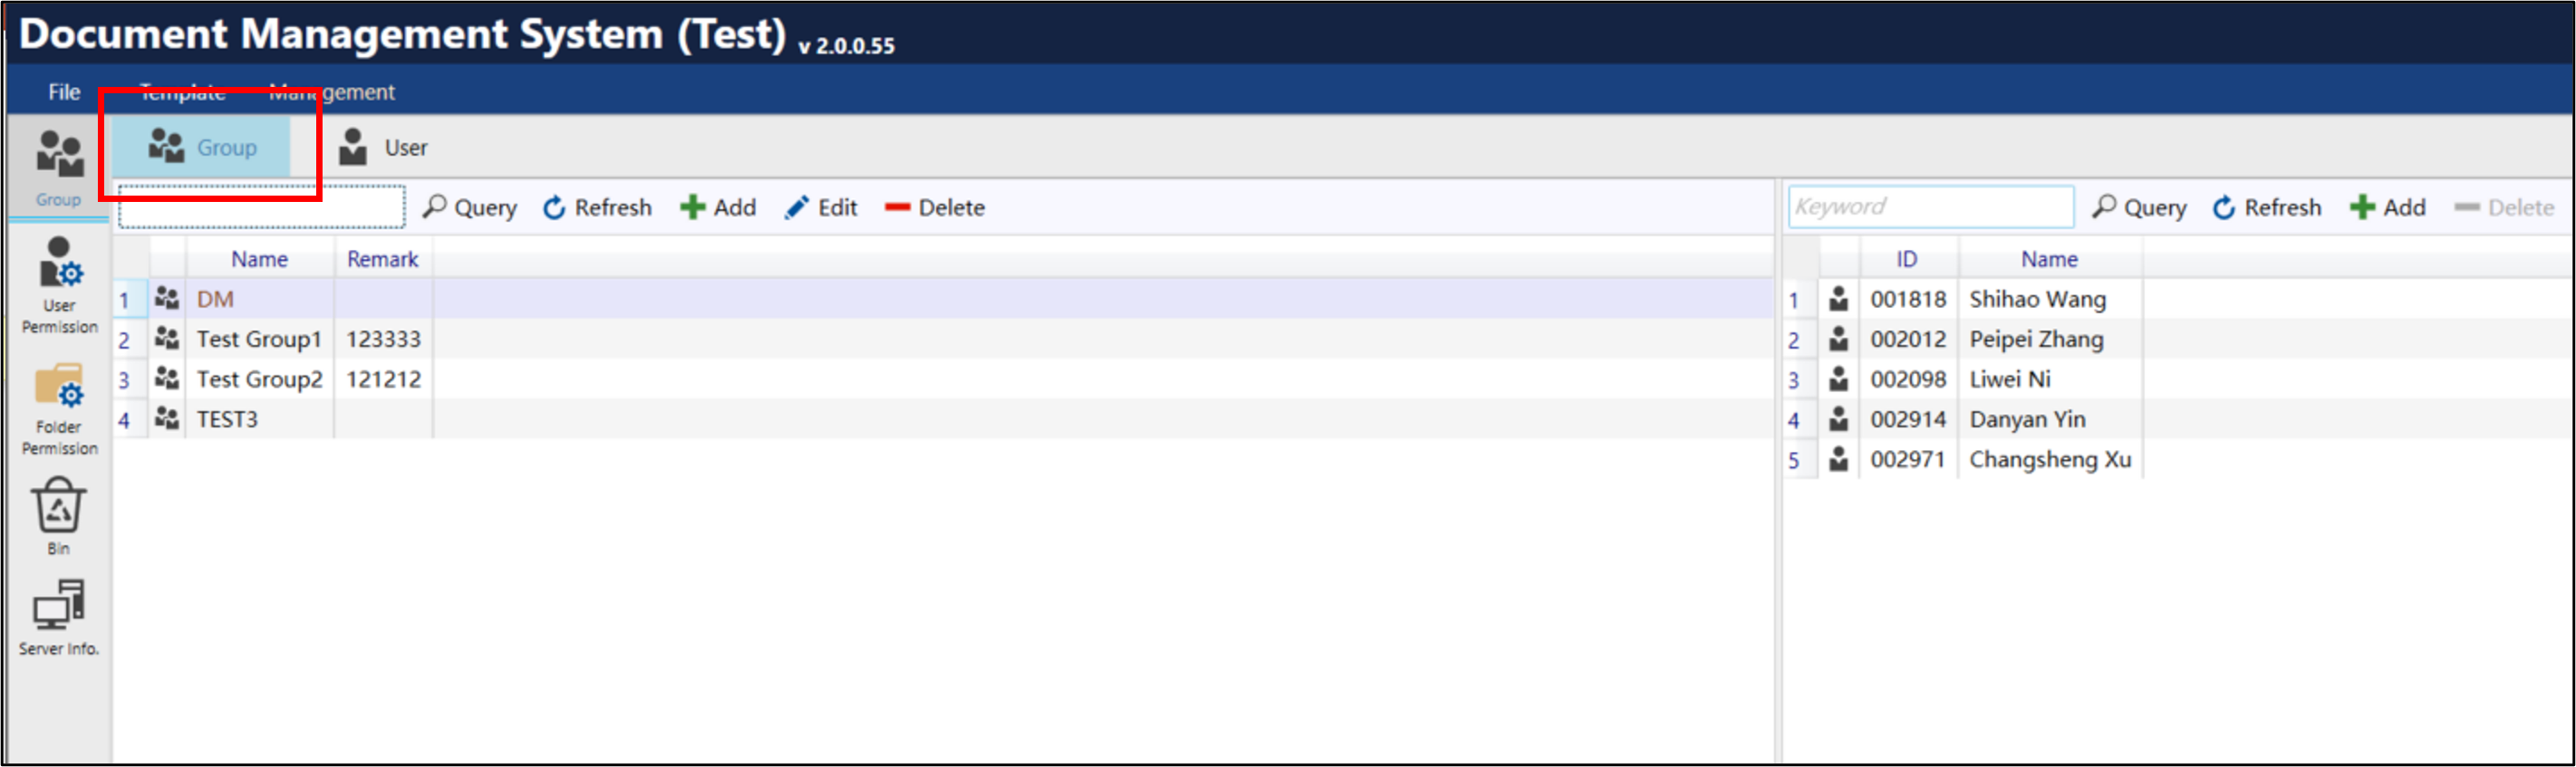 Document Management System (Test) v 2.0.0.55
File Template Management
Group User
Group
Query Refresh Add Edit Delete
Keyword Query Refresh Add Delete
Name Remark
1 DM
2 Test Group1 123333
3 Test Group2 121212
4 TEST3
ID Name
1 001818 Shihao Wang
2 002012 Peipei Zhang
3 002098 Liwei Ni
4 002914 Danyan Yin
5 002971 Changsheng Xu
User
Permission
Folder
Permission
Bin
Server Info.